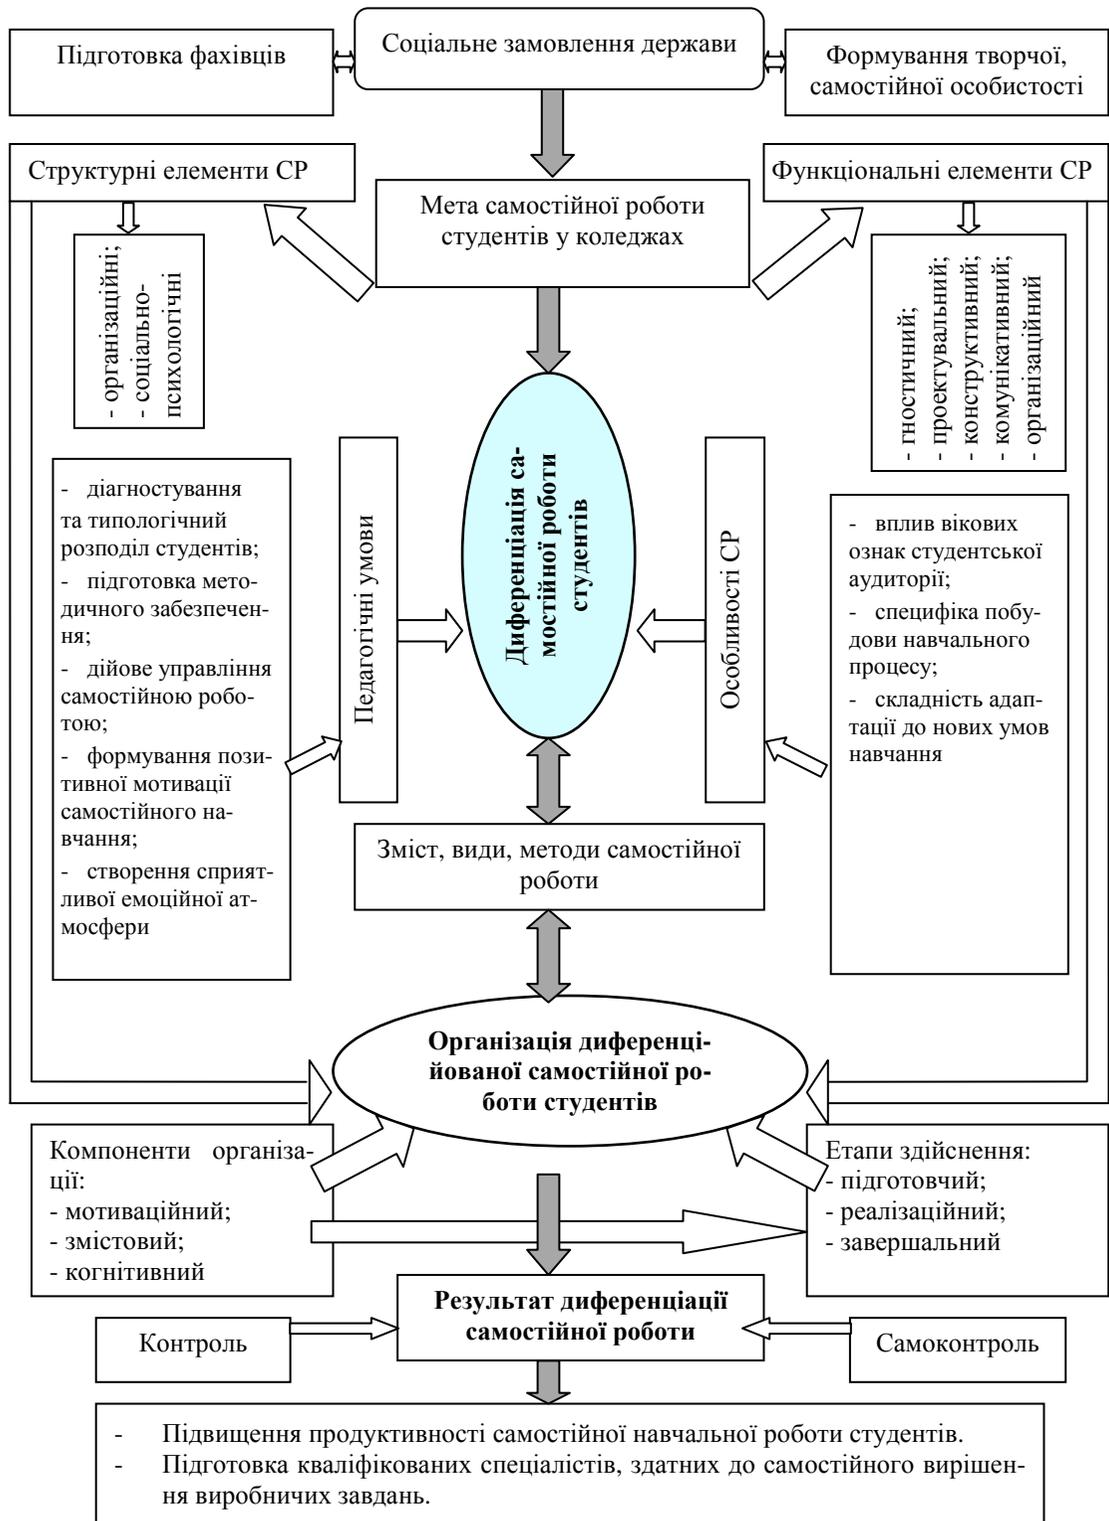 Підготовка фахівців
Соціальне замовлення держави
Формування творчої,
самостійної особистості
Структурні елементи СР
Мета самостійної роботи
студентів у коледжах
Функціональні елементи СР
- організаційні;
- соціально-
психологічні
- гностичний;
- проектувальний;
- конструктивний;
- комунікативний;
- організаційний
- діагностування
та типологічний
розподіл студентів;
- підготовка мето-
дичного забезпечен-
ня;
- дійове управління
самостійною робо-
тою;
- формування пози-
тивної мотивації
самостійного на-
вчання;
- створення сприят-
ливої емоційної ат-
мосфери
Педагогічні умови
Диференціація са-
мостійної роботи
студентів
Особливості СР
- вплив вікових
ознак студентської
аудиторії;
- специфіка побу-
дови навчального
процесу;
- складність адап-
тації до нових умов
навчання
Зміст, види, методи самостійної
роботи
Організація диференці-
йованої самостійної ро-
боти студентів
Компоненти організа-
ції:
- мотиваційний;
- змістовий;
- когнітивний
Етапи здійснення:
- підготовчий;
- реалізаційний;
- завершальний
Результат диференціації
самостійної роботи
Контроль
Самоконтроль
- Підвищення продуктивності самостійної навчальної роботи студентів.
- Підготовка кваліфікованих спеціалістів, здатних до самостійного вирішен-
ня виробничих завдань.